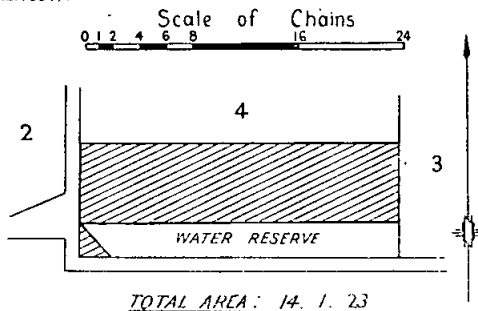 Scale of Chains
0 1 2 4 6 8 16 24
4
2
3
WATER RESERVE
TOTAL AREA: 14. 1. 23